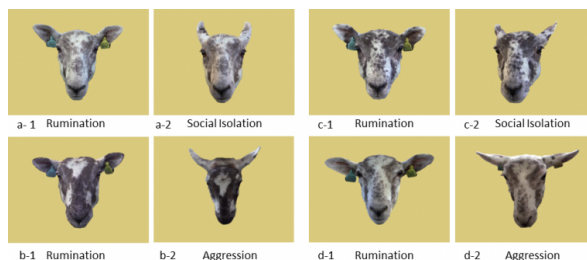 a- 1 Rumination
a-2 Social Isolation
c-1 Rumination
c-2 Social Isolation
b-1 Rumination
b-2 Aggression
d-1 Rumination
d-2 Aggression